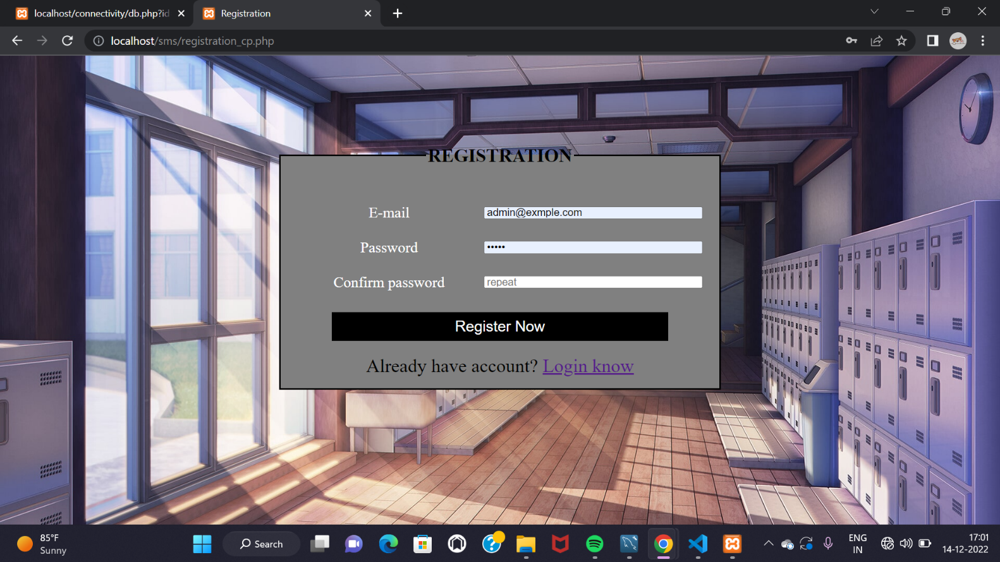 localhost/connectivity/db.php?id
Registration
localhost/sms/registration_cp.php
REGISTRATION
E-mail
admin@exmple.com
Password
•••••
Confirm password
repeat
Register Now
Already have account? Login know
85°F
Sunny
Search
ENG
IN
17:01
14-12-2022